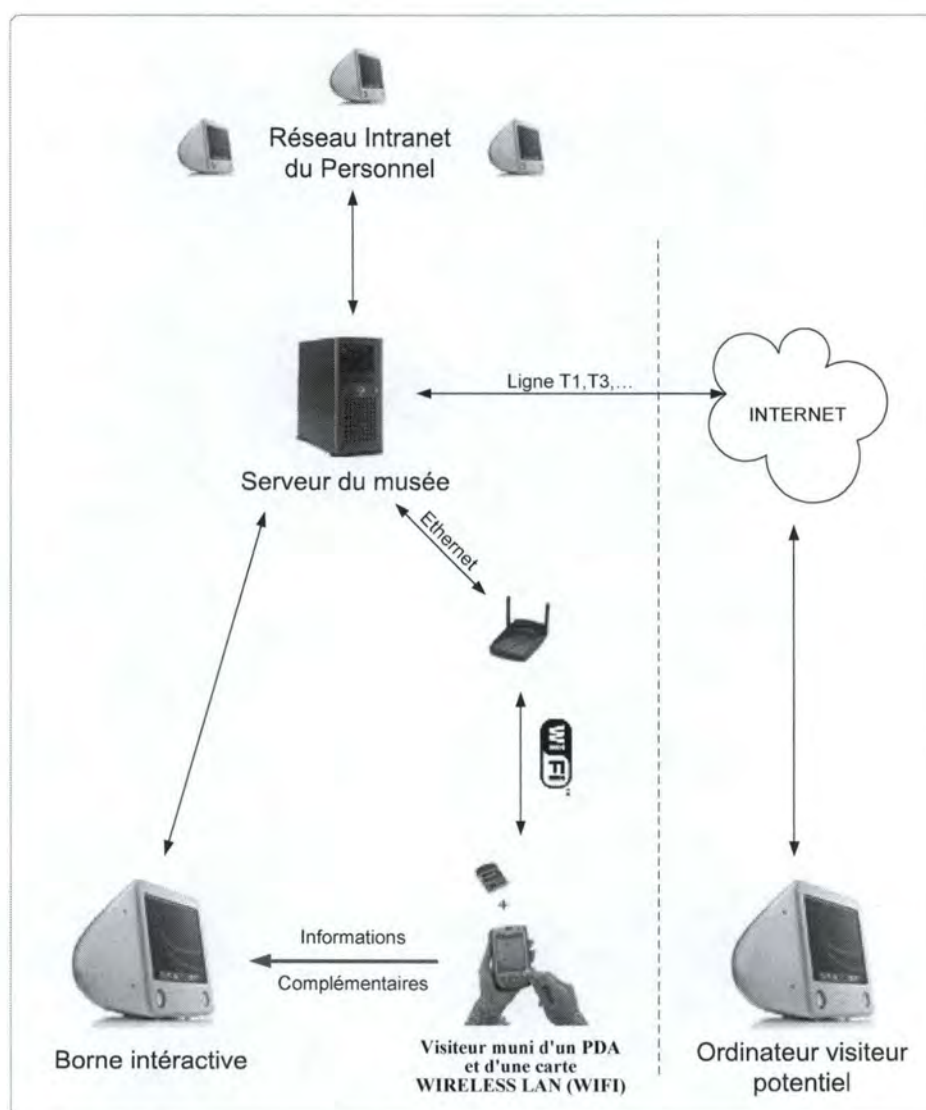 Réseau Intranet
du Personnel
Ligne T1,T3,...
INTERNET
Serveur du musée
Ethernet
Wi Fi
+
Informations
Complémentaires
Borne intéractive
Visiteur muni d'un PDA
et d'une carte
WIRELESS LAN (WIFI)
Ordinateur visiteur
potentiel